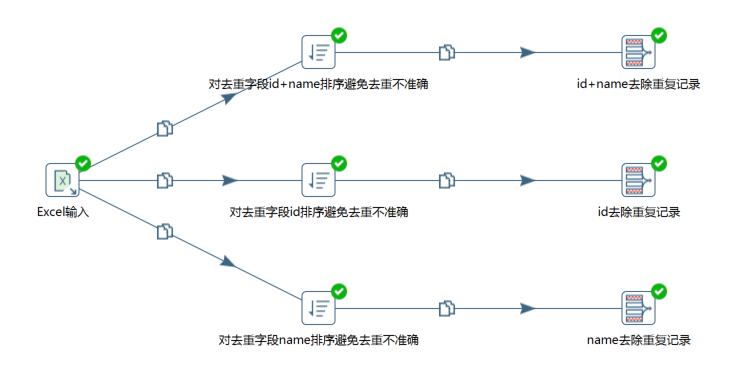 对去重字段id+name排序避免去重不准确
id+name去除重复记录
Excel输入
对去重字段id排序避免去重不准确
id去除重复记录
对去重字段name排序避免去重不准确
name去除重复记录